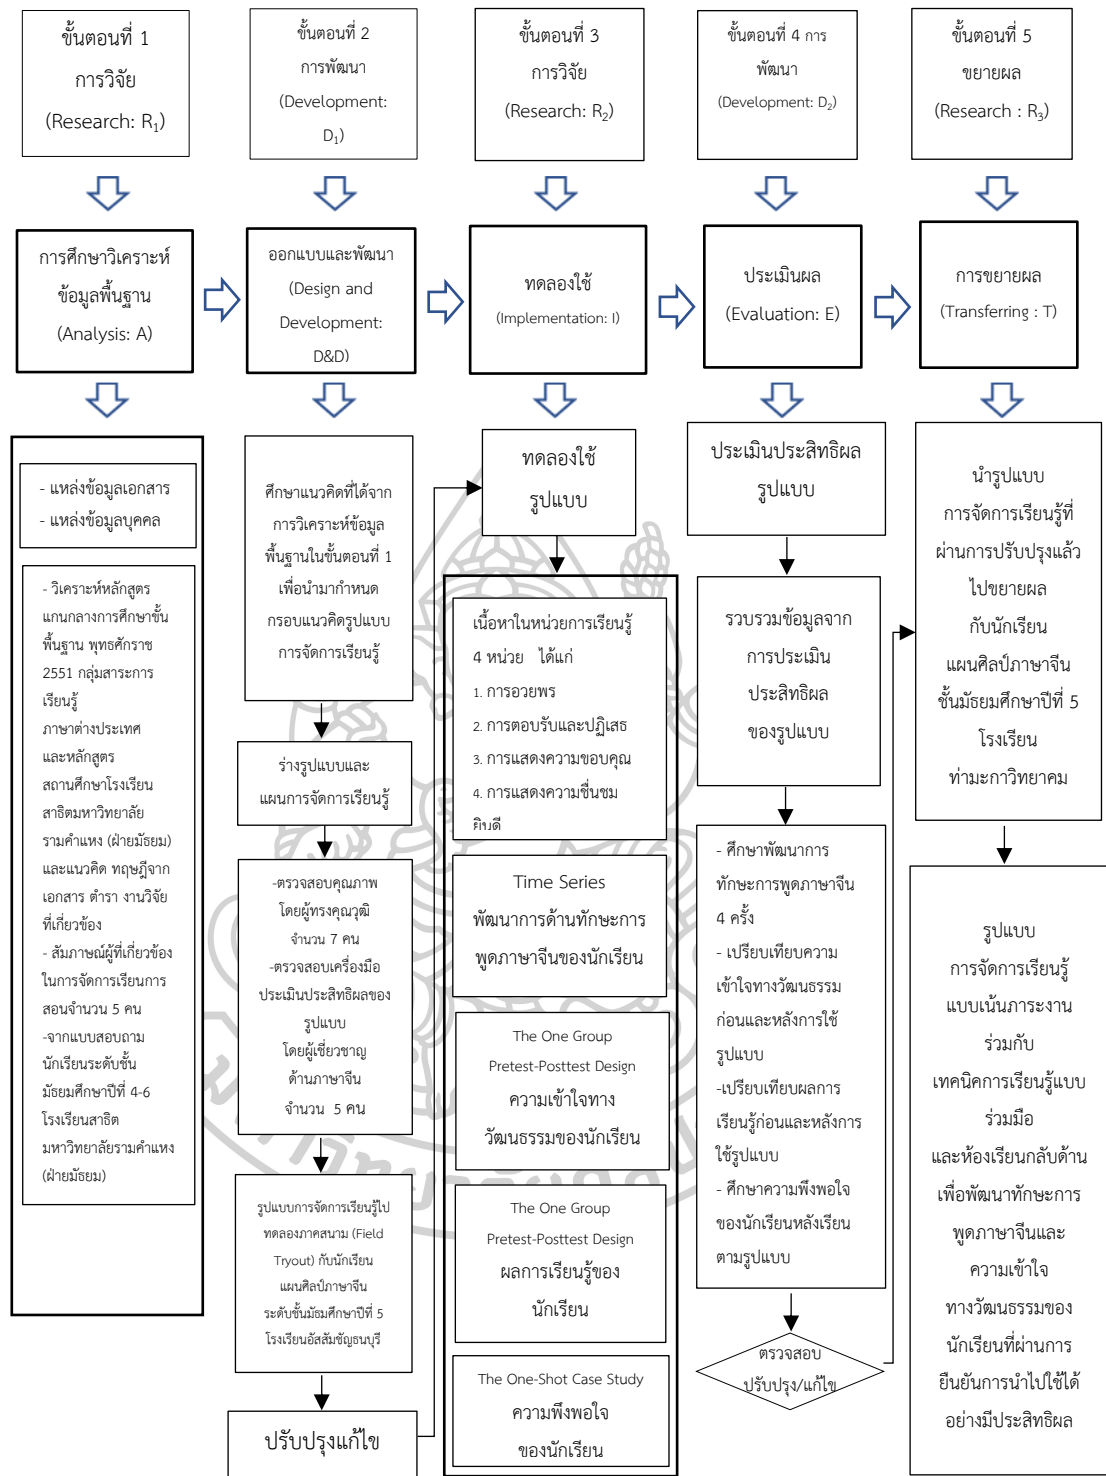 ขั้นตอนที่ 1
การวิจัย
(Research: R₁)
ขั้นตอนที่ 2
การพัฒนา
(Development:
D₁)
ขั้นตอนที่ 3
การวิจัย
(Research: R₂)
ขั้นตอนที่ 4 การ
พัฒนา
(Development: D₂)
ขั้นตอนที่ 5
ขยายผล
(Research : R₃)
การศึกษาวิเคราะห์
ข้อมูลพื้นฐาน
(Analysis: A)
ออกแบบและพัฒนา
(Design and
Development:
D&D)
ทดลองใช้
(Implementation: I)
ประเมินผล
(Evaluation: E)
การขยายผล
(Transferring : T)
- แหล่งข้อมูลเอกสาร
- แหล่งข้อมูลบุคคล
- วิเคราะห์หลักสูตร
แกนกลางการศึกษาขั้น
พื้นฐาน พุทธศักราช
2551 กลุ่มสาระการ
เรียนรู้
ภาษาต่างประเทศ
และหลักสูตร
สถานศึกษาโรงเรียน
สาธิตมหาวิทยาลัย
รามคำแหง (ฝ่ายมัธยม)
และแนวคิด ทฤษฎีจาก
เอกสาร ตำรา งานวิจัย
ที่เกี่ยวข้อง
- สัมภาษณ์ผู้ที่เกี่ยวข้อง
ในการจัดการเรียนการ
สอนจำนวน 5 คน
-จากแบบสอบถาม
นักเรียนระดับชั้น
มัธยมศึกษาปีที่ 4-6
โรงเรียนสาธิต
มหาวิทยาลัยรามคำแหง
(ฝ่ายมัธยม)
ศึกษาแนวคิดที่ได้จาก
การวิเคราะห์ข้อมูล
พื้นฐานในขั้นตอนที่ 1
เพื่อนำมากำหนด
กรอบแนวคิดรูปแบบ
การจัดการเรียนรู้
ร่างรูปแบบและ
แผนการจัดการเรียนรู้
-ตรวจสอบคุณภาพ
โดยผู้ทรงคุณวุฒิ
จำนวน 7 คน
-ตรวจสอบเครื่องมือ
ประเมินประสิทธิผลของ
รูปแบบ
โดยผู้เชี่ยวชาญ
ด้านภาษาจีน
จำนวน 5 คน
รูปแบบการจัดการเรียนรู้ไป
ทดลองภาคสนาม (Field
Tryout) กับนักเรียน
แผนศิลป์ภาษาจีน
ระดับชั้นมัธมศึกษาปีที่ 5
โรงเรียนอัสสัมชัญธนบุรี
ปรับปรุงแก้ไข
ทดลองใช้
รูปแบบ
เนื้อหาในหน่วยการเรียนรู้
4 หน่วย ได้แก่
1. การอวยพร
2. การตอบรับและปฏิเสธ
3. การแสดงความขอบคุณ
4. การแสดงความชื่นชม
ยินดี
Time Series
พัฒนาการด้านทักษะการ
พูดภาษาจีนของนักเรียน
The One Group
Pretest-Posttest Design
ความเข้าใจทาง
วัฒนธรรมของนักเรียน
The One Group
Pretest-Posttest Design
ผลการเรียนรู้ของ
นักเรียน
The One-Shot Case Study
ความพึงพอใจ
ของนักเรียน
ประเมินประสิทธิผล
รูปแบบ
รวบรวมข้อมูลจาก
การประเมิน
ประสิทธิผล
ของรูปแบบ
- ศึกษาพัฒนาการ
ทักษะการพูดภาษาจีน
4 ครั้ง
- เปรียบเทียบความ
เข้าใจทางวัฒนธรรม
ก่อนและหลังการใช้
รูปแบบ
-เปรียบเทียบผลการ
เรียนรู้ก่อนและหลังการ
ใช้รูปแบบ
- ศึกษาความพึงพอใจ
ของนักเรียนหลังเรียน
ตามรูปแบบ
ตรวจสอบ
ปรับปรุง/แก้ไข
นำรูปแบบ
การจัดการเรียนรู้ที่
ผ่านการปรับปรุงแล้ว
ไปขยายผล
กับนักเรียน
แผนศิลป์ภาษาจีน
ชั้นมัธยมศึกษาปีที่ 5
โรงเรียน
ท่ามะกาวิทยาคม
รูปแบบ
การจัดการเรียนรู้
แบบเน้นภาระงาน
ร่วมกับ
เทคนิคการเรียนรู้แบบ
ร่วมมือ
และห้องเรียนกลับด้าน
เพื่อพัฒนาทักษะการ
พูดภาษาจีนและ
ความเข้าใจ
ทางวัฒนธรรมของ
นักเรียนที่ผ่านการ
ยืนยันการนำไปใช้ได้
อย่างมีประสิทธิผล